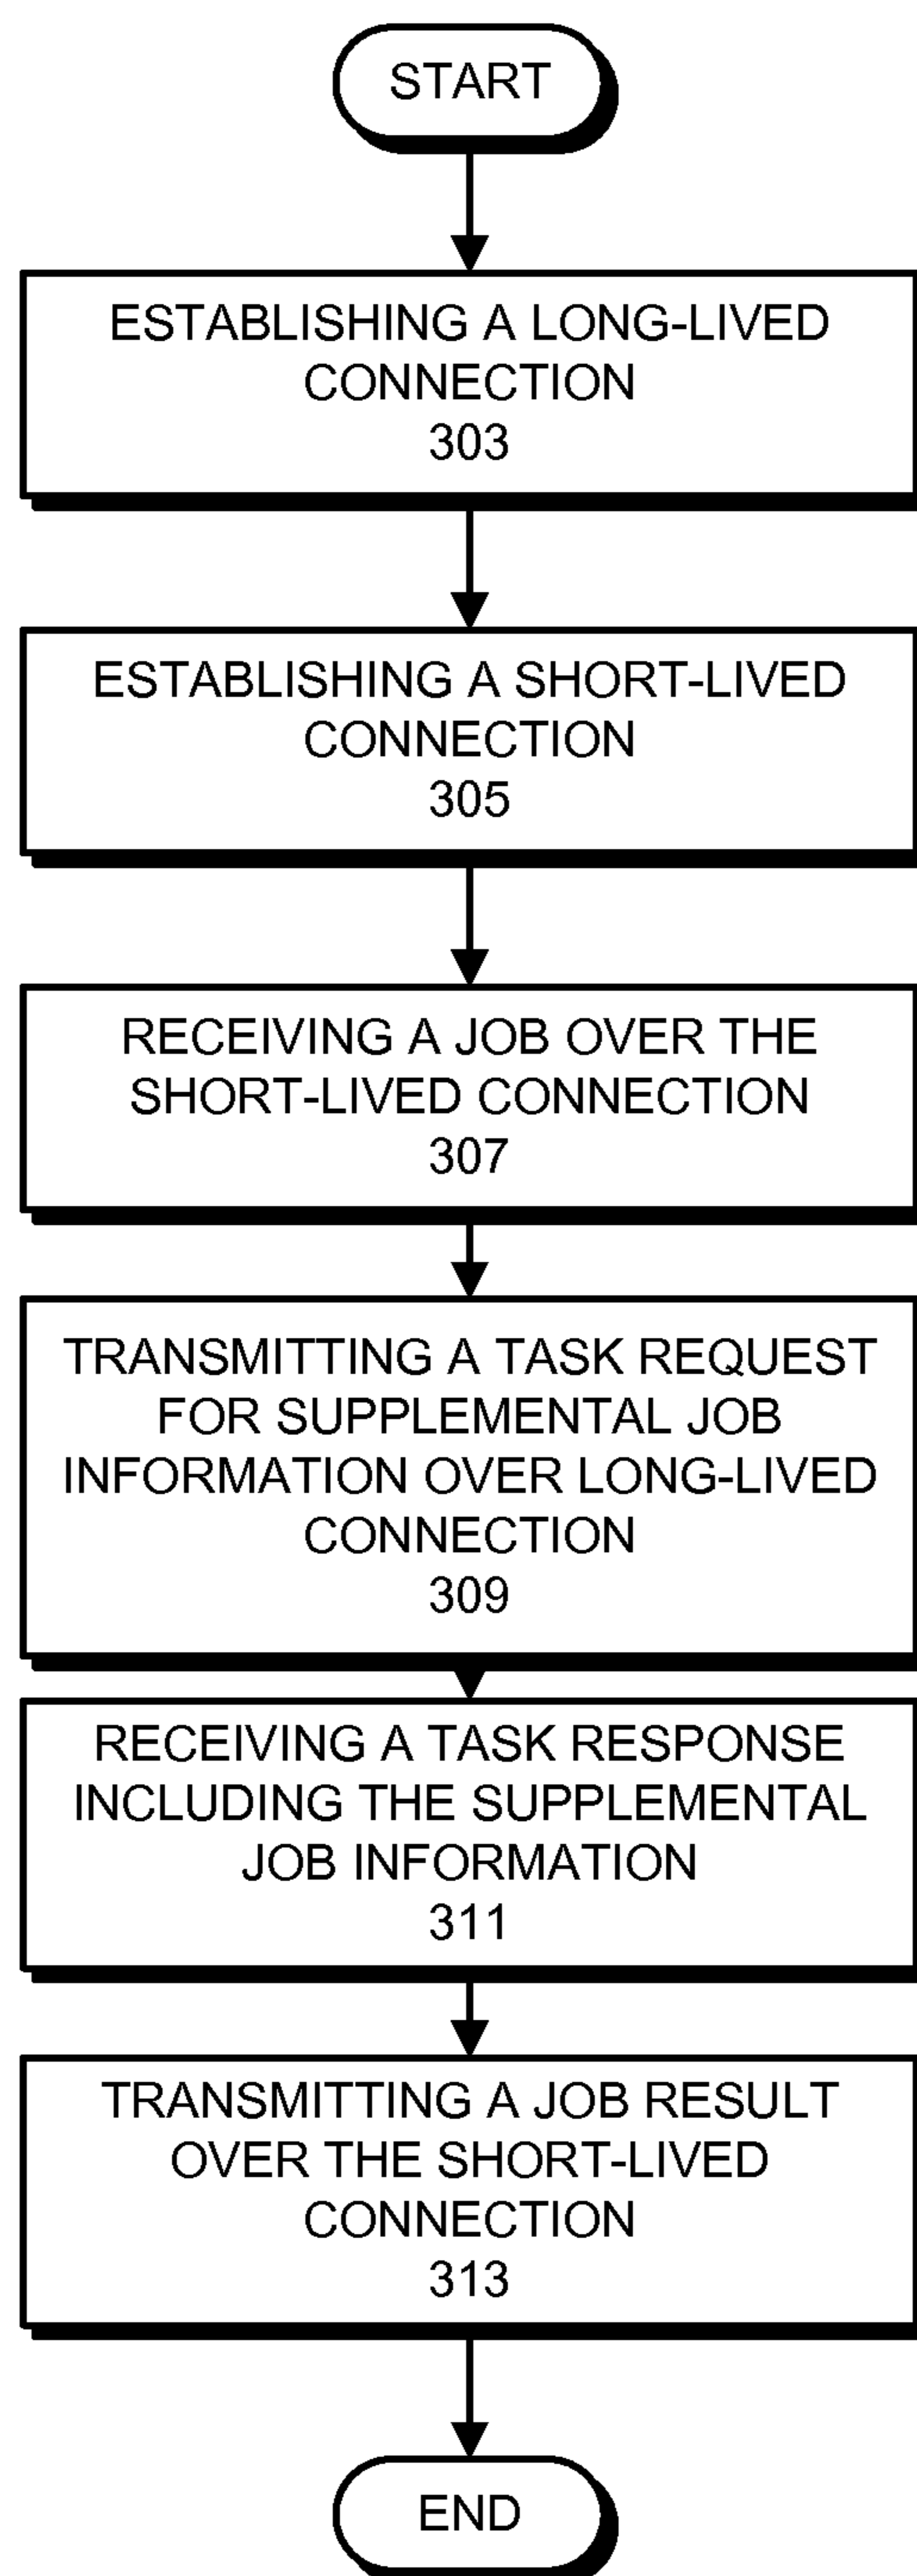 START
ESTABLISHING A LONG-LIVED
CONNECTION
303
ESTABLISHING A SHORT-LIVED
CONNECTION
305
RECEIVING A JOB OVER THE
SHORT-LIVED CONNECTION
307
TRANSMITTING A TASK REQUEST
FOR SUPPLEMENTAL JOB
INFORMATION OVER LONG-LIVED
CONNECTION
309
RECEIVING A TASK RESPONSE
INCLUDING THE SUPPLEMENTAL
JOB INFORMATION
311
TRANSMITTING A JOB RESULT
OVER THE SHORT-LIVED
CONNECTION
313
END